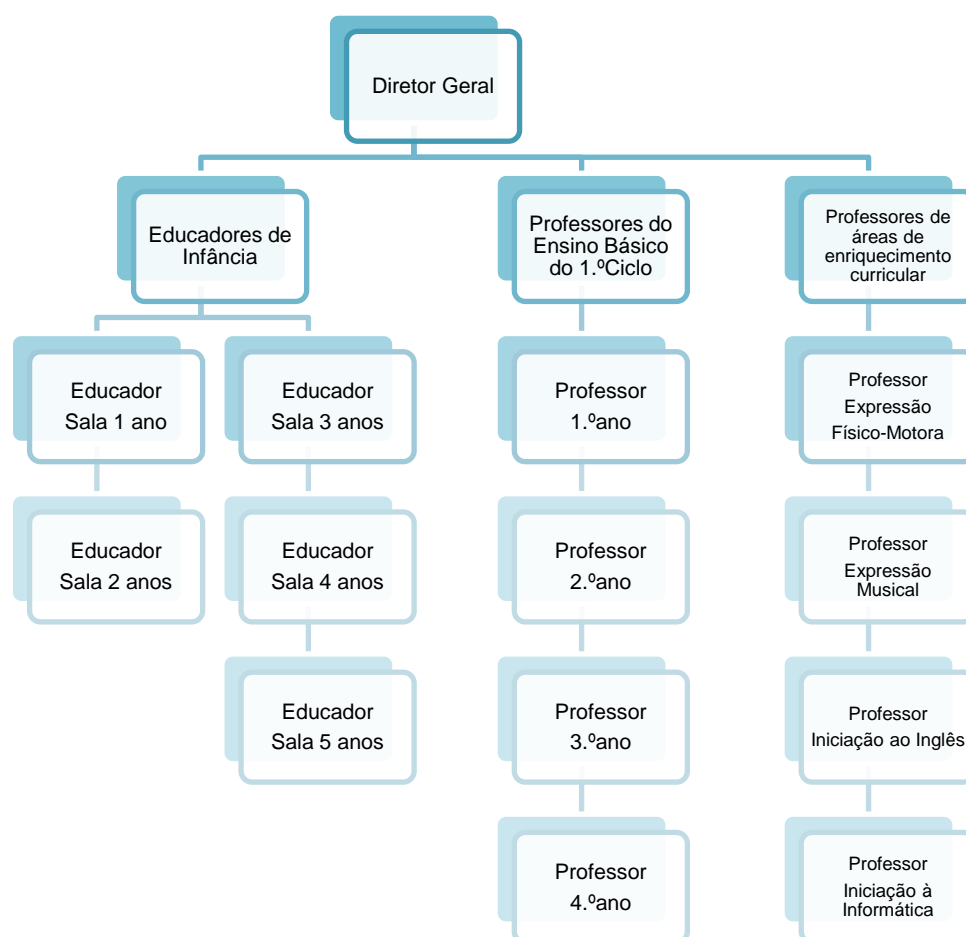 Diretor Geral
Educadores de
Infância
Professores do
Ensino Básico
do 1.ºCiclo
Professores de
áreas de
enriquecimento
curricular
Educador
Sala 1 ano
Educador
Sala 2 anos
Educador
Sala 3 anos
Educador
Sala 4 anos
Educador
Sala 5 anos
Professor
1.ºano
Professor
2.ºano
Professor
3.ºano
Professor
4.ºano
Professor
Expressão
Físico-Motora
Professor
Expressão
Musical
Professor
Iniciação ao Inglês
Professor
Iniciação à
Informática